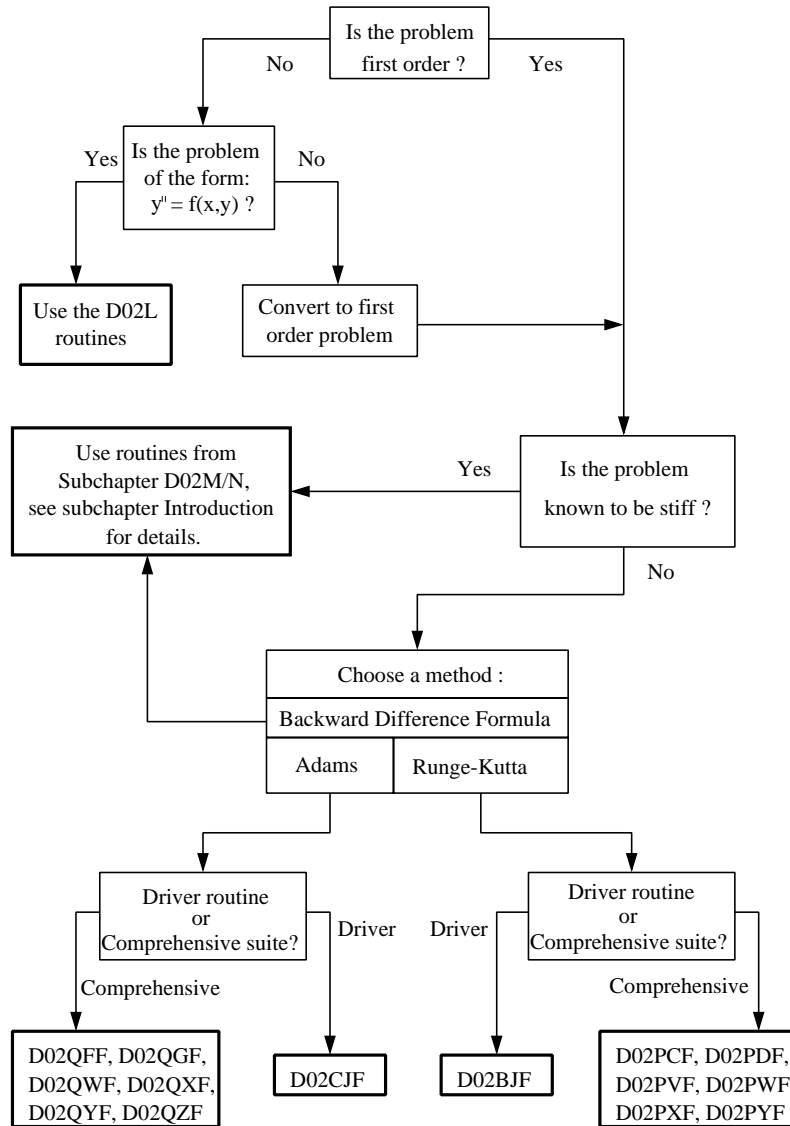 Is the problem
first order ?
No
Yes
Yes
Is the problem
of the form:
y" = f(x,y) ?
No
Use the D02L
routines
Convert to first
order problem
Use routines from
Subchapter D02M/N,
see subchapter Introduction
for details.
Yes
Is the problem
known to be stiff ?
No
Choose a method :
Backward Difference Formula
Adams
Runge-Kutta
Driver routine
or
Comprehensive suite?
Driver
Comprehensive
Driver routine
or
Comprehensive suite?
Driver
Comprehensive
D02QFF, D02QGF,
D02QWF, D02QXF,
D02QYF, D02QZF
D02CJF
D02BJF
D02PCF, D02PDF,
D02PVF, D02PWF
D02PXF, D02PYF